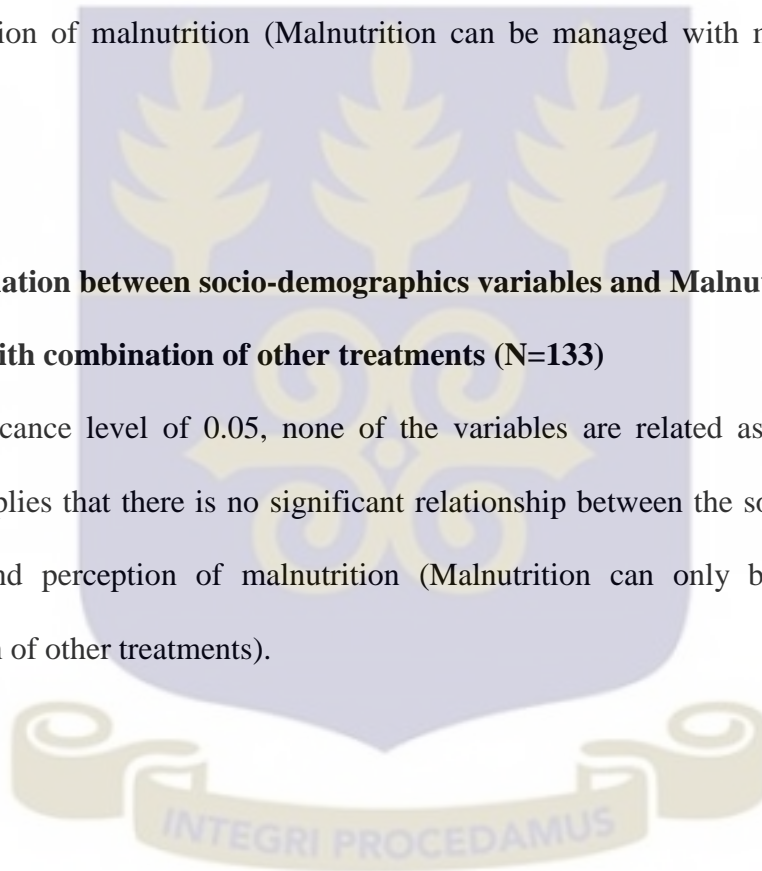 ion of malnutrition (Malnutrition can be managed with
ation between socio-demographics variables and
ith combination of other treatments (N=133)
cance level of 0.05, none of the variables are related as
plies that there is no significant relationship between the
nd perception of malnutrition (Malnutrition can only
of other treatments).
INTEGRI PROCEDAMUS